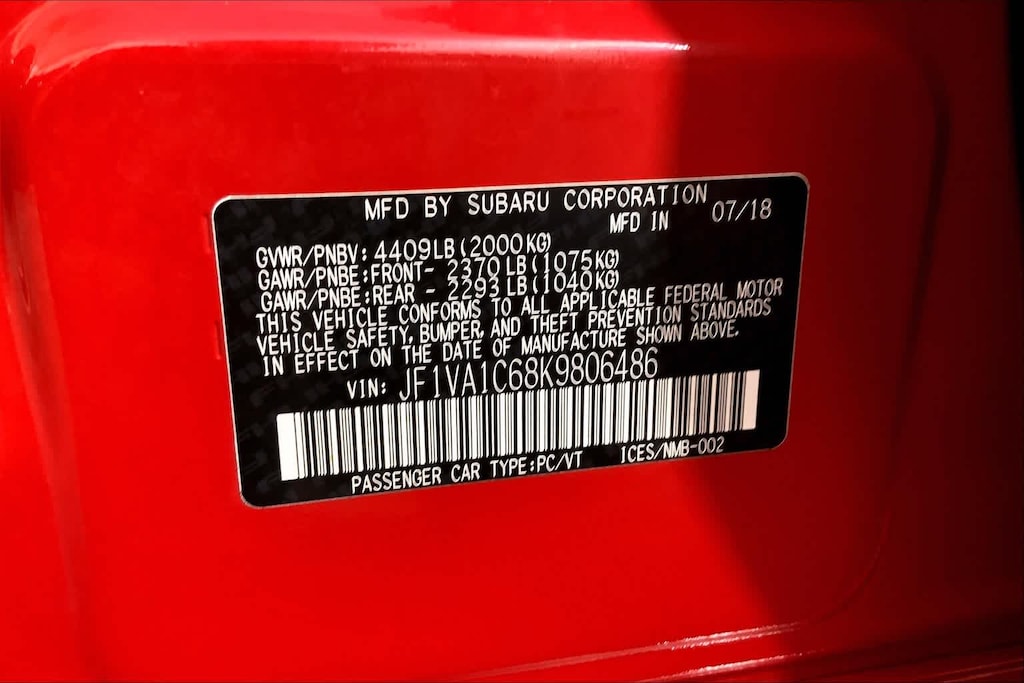 MFD BY SUBARU CORPORATION
MFD IN 07/18
GVWR/PNBV: 4409LB(2000KG)
GAWR/PNBE:FRONT- 2370LB(1075KG)
GAWR/PNBE:REAR - 2293LB(1040KG)
THIS VEHICLE CONFORMS TO ALL APPLICABLE FEDERAL MOTOR
VEHICLE SAFETY, BUMPER, AND THEFT PREVENTION STANDARDS
IN EFFECT ON THE DATE OF MANUFACTURE SHOWN ABOVE.
VIN: JF1VA1C68K9806486
PASSENGER CAR TYPE:PC/VT ICES/NMB-002